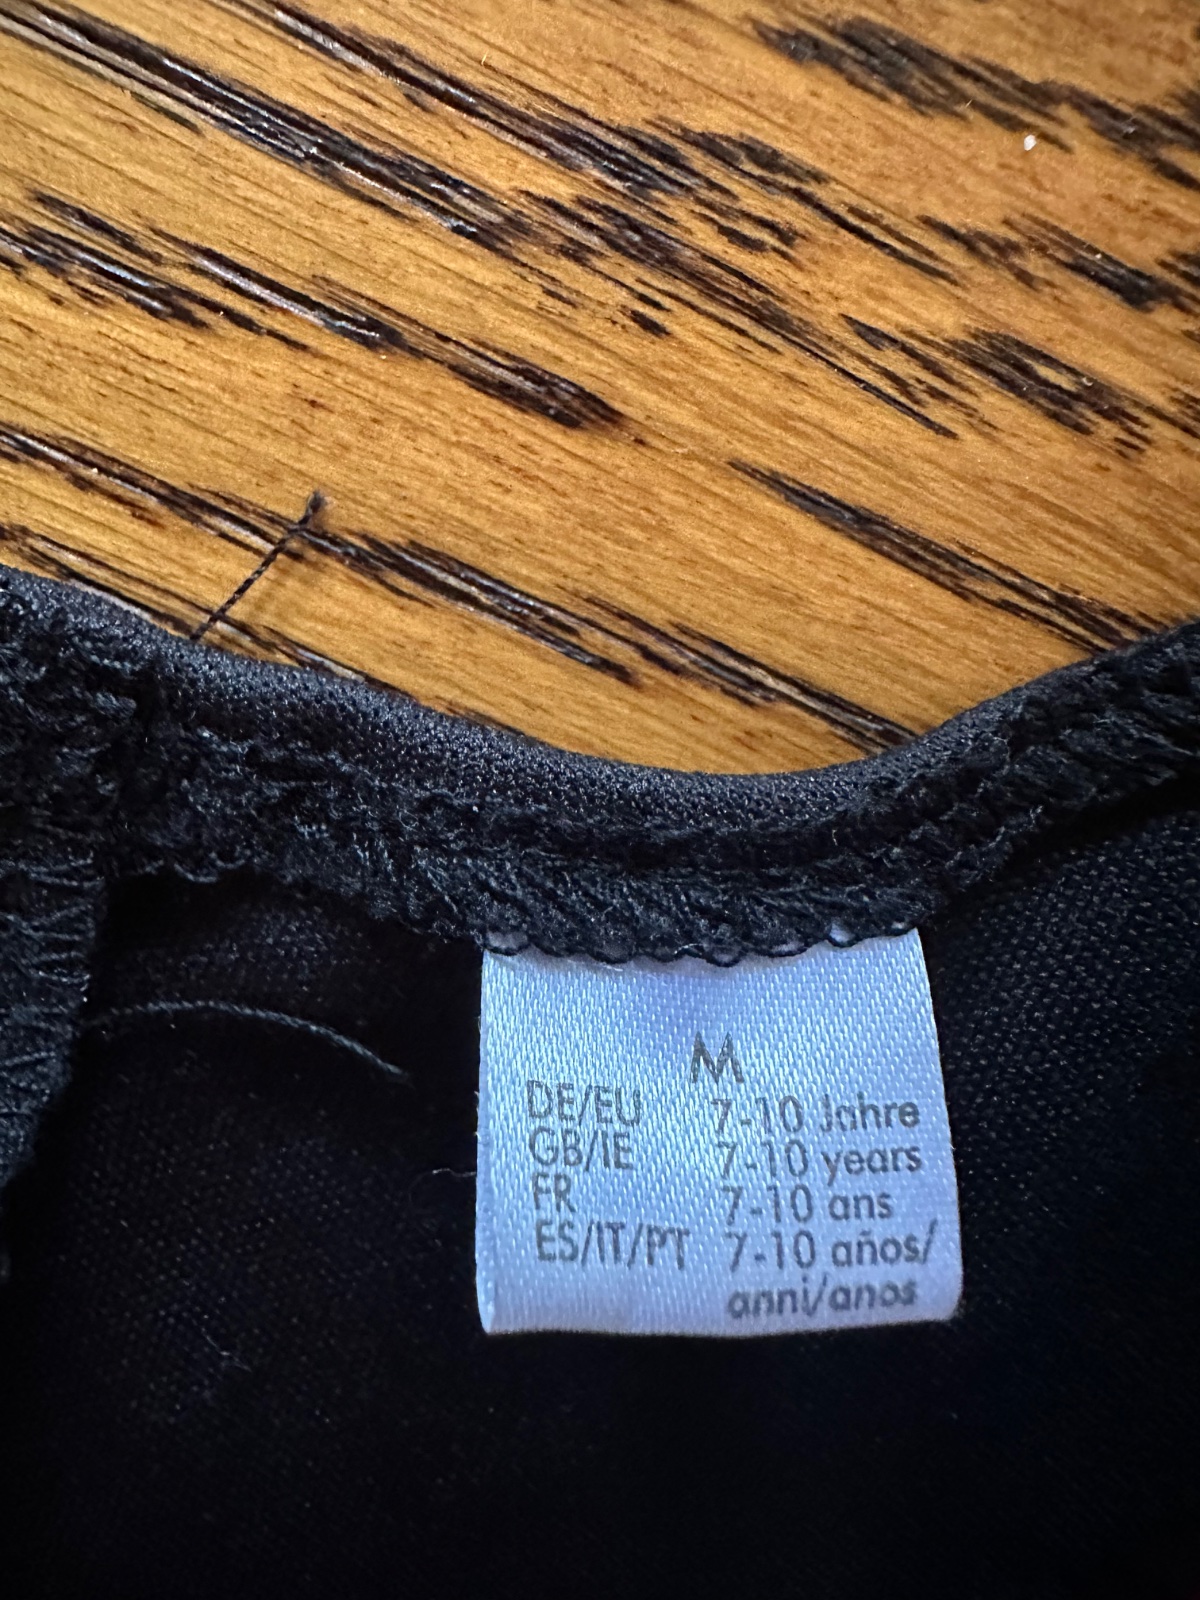 M
DE/EU 7-10 Jahre
GB/IE 7-10 years
FR 7-10 ans
ES/IT/PT 7-10 años/
anni/anos